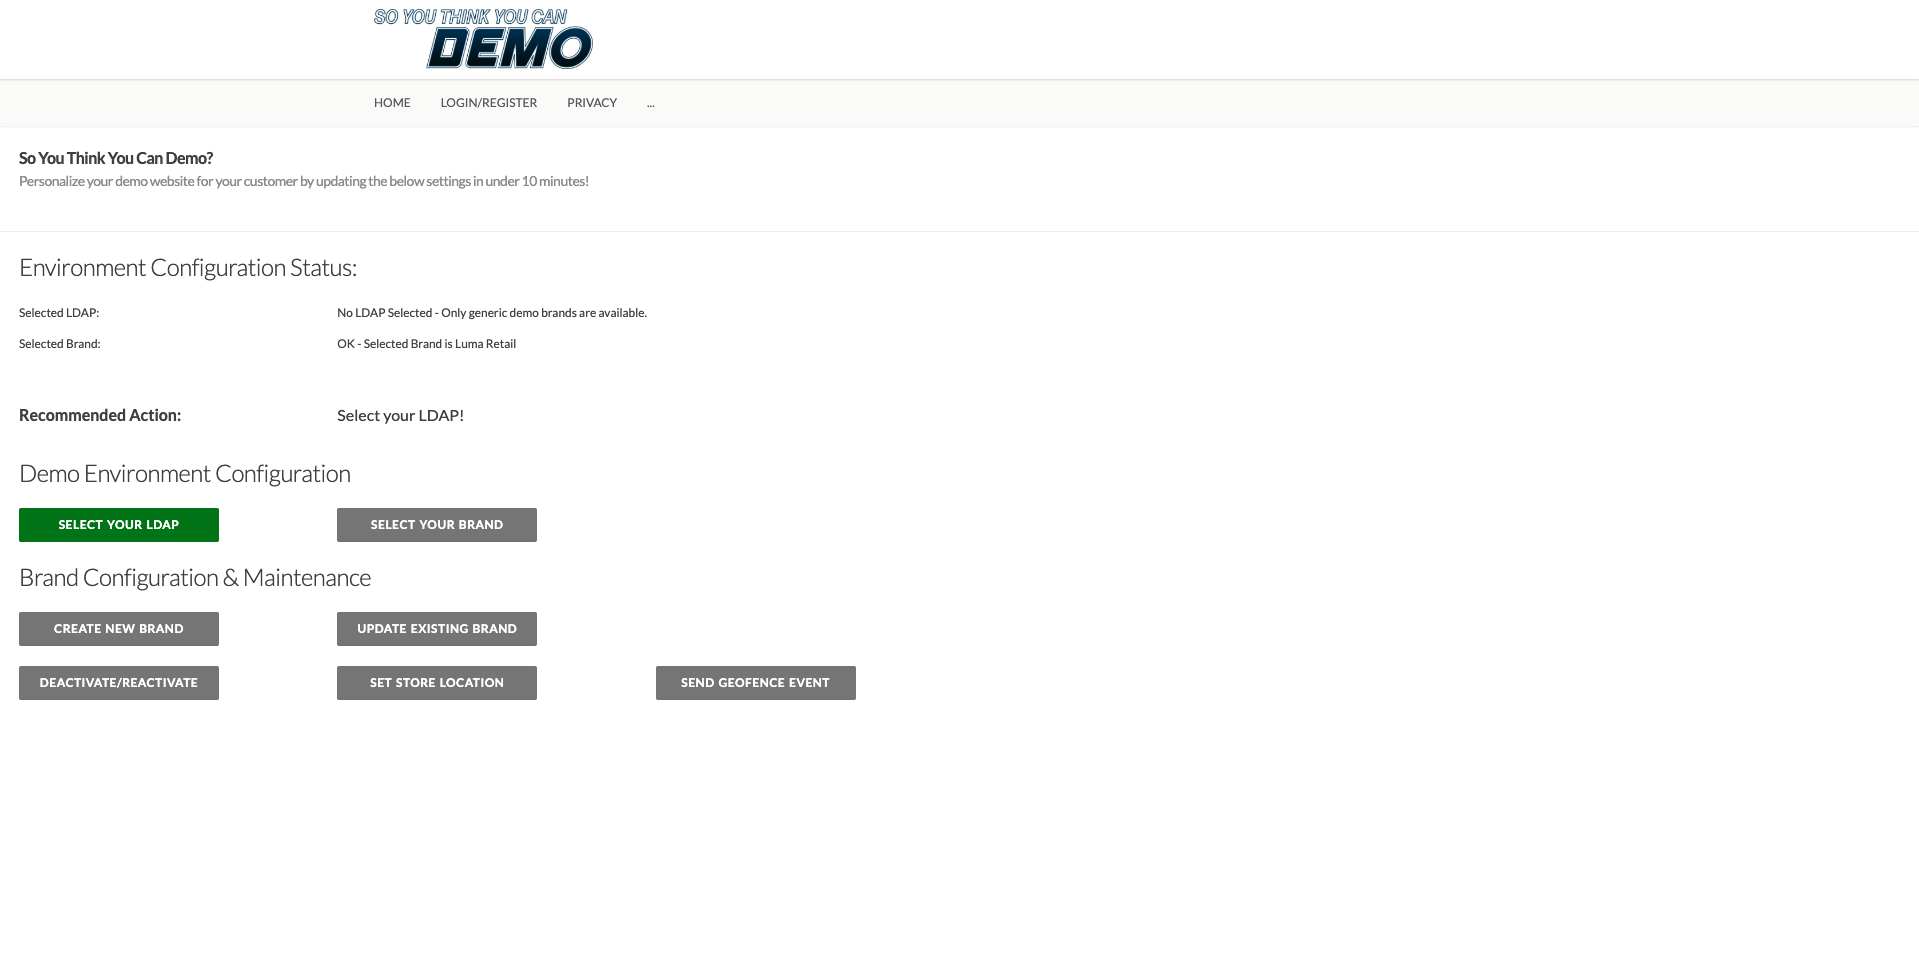 SO YOU THINK YOU CAN
DEMO
HOME LOGIN/REGISTER PRIVACY ...
So You Think You Can Demo?
Personalize your demo website for your customer by updating the below settings in under 10 minutes!
Environment Configuration Status:
Selected LDAP: No LDAP Selected - Only generic demo brands are available.
Selected Brand: OK - Selected Brand is Luma Retail
Recommended Action: Select your LDAP!
Demo Environment Configuration
SELECT YOUR LDAP SELECT YOUR BRAND
Brand Configuration & Maintenance
CREATE NEW BRAND UPDATE EXISTING BRAND
DEACTIVATE/REACTIVATE SET STORE LOCATION SEND GEOFENCE EVENT